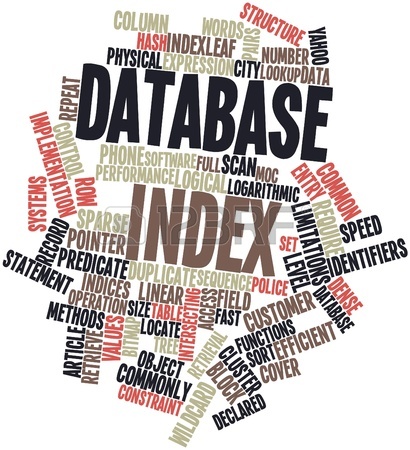 COLUMN
WORDS
PAIRS
STRUCTURE
YAHOO
HASH
INDEX
LEAF
NUMBER
PHYSICAL
EXPRESSION
CITY
LOOKUP
DATA
REPEAT
DATABASE
PHONE
SOFTWARE
FULL
SCAN
MOC
PERFORMANCE
LOGICAL
LOGARITHMIC
ENTRY
COMMON
SYSTEMS
IMPLEMENTATION
CONTROL
ROW
SPARSE
INDEX
SET
LEVEL
LIMITATIONS
REQUIRE
SPEED
IDENTIFIERS
RECORD
POINTER
STATEMENT
PREDICATE
DUPLICATE
SEQUENCE
POLICE
DENSE
DATABASE
INDICES
OPERATION
LINEAR
INTERSECTING
ACCESS
FIELD
CUSTOMER
METHODS
SIZE
TABLE
FAST
ARTICLE
RETRIEVE
VALUES
BITMAP
LOCATE
TREE
RETRIEVAL
FUNCTIONS
SORT
EFFICIENT
COVER
OBJECT
COMMONLY
CONSTRAINT
CLUSTER
BLOCK
DECLARED
WILDCARD
123RF